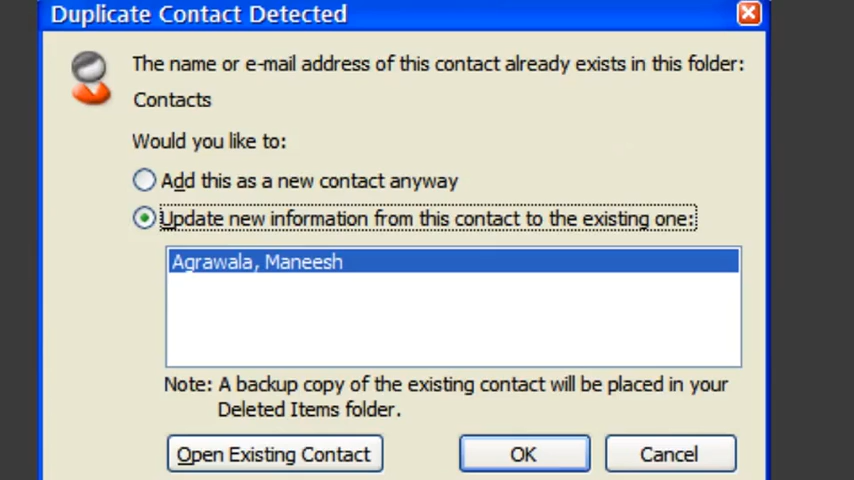 Duplicate Contact Detected
The name or e-mail address of this contact already exists in this folder:
Contacts
Would you like to:
Add this as a new contact anyway
Update new information from this contact to the existing one:
Agrawala, Maneesh
Note: A backup copy of the existing contact will be placed in your
Deleted Items folder.
Open Existing Contact OK Cancel